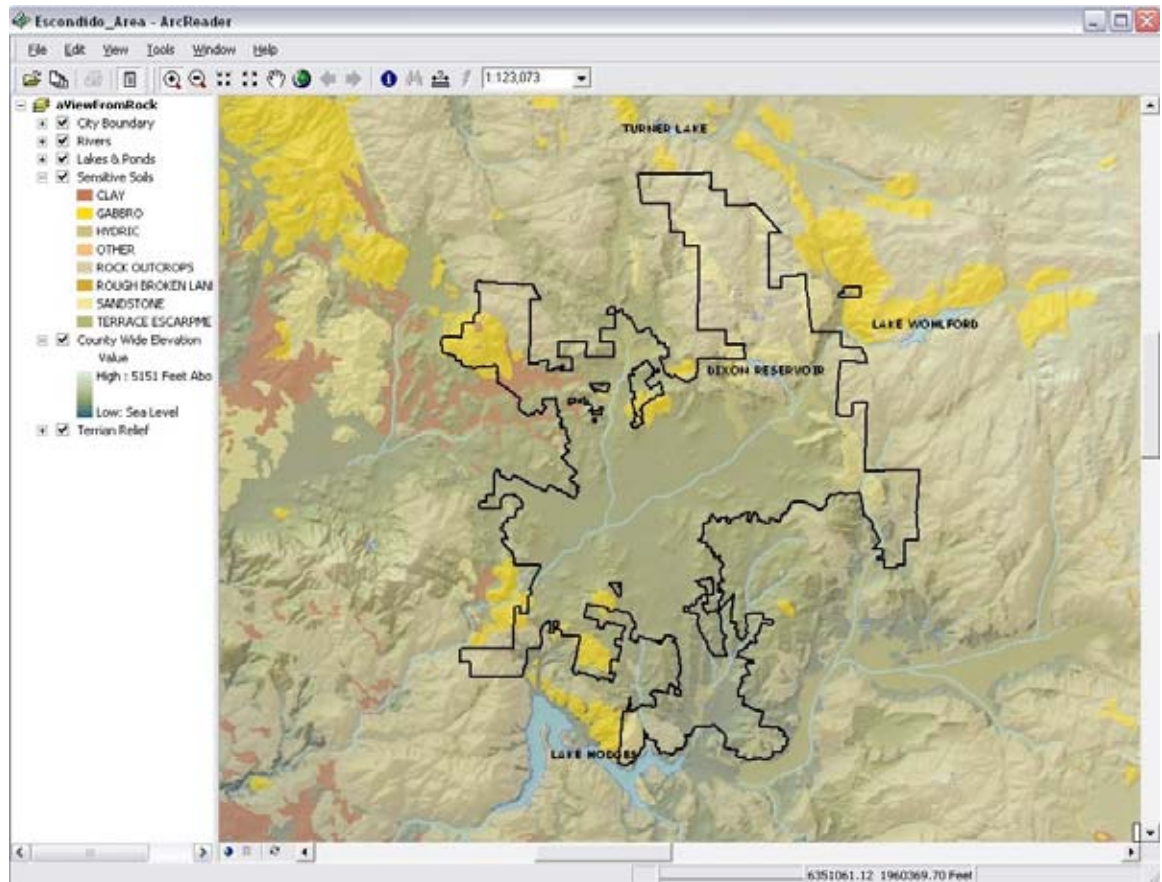 Escondido_Area - ArcReader
File Edit View Tools Window Help
1:123,073
aViewFromRock
City Boundary
Rivers
Lakes & Ponds
Sensitive Soils
CLAY
GABBRO
HYDRIC
OTHER
ROCK OUTCROPS
ROUGH BROKEN LAN
SANDSTONE
TERRACE ESCARPME
County Wide Elevation
Value
High : 5151 Feet Abo
Low: Sea Level
Terrian Relief
TURNER LAKE
LAKE WOHLFORD
DIXON RESERVOIR
LAKE HODGES
6351061.12 1960369.70 Feet